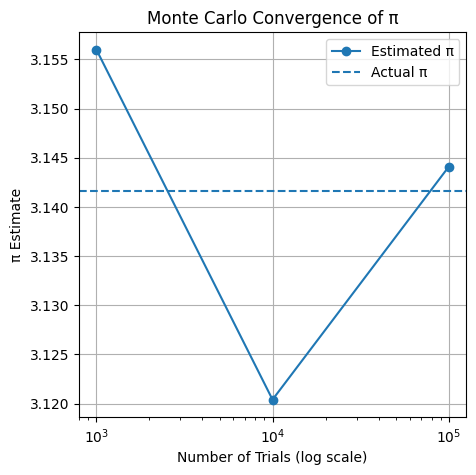 Monte Carlo Convergence of π
Estimated π
Actual π
π Estimate
3.155
3.150
3.145
3.140
3.135
3.130
3.125
3.120
10³
10⁴
10⁵
Number of Trials (log scale)